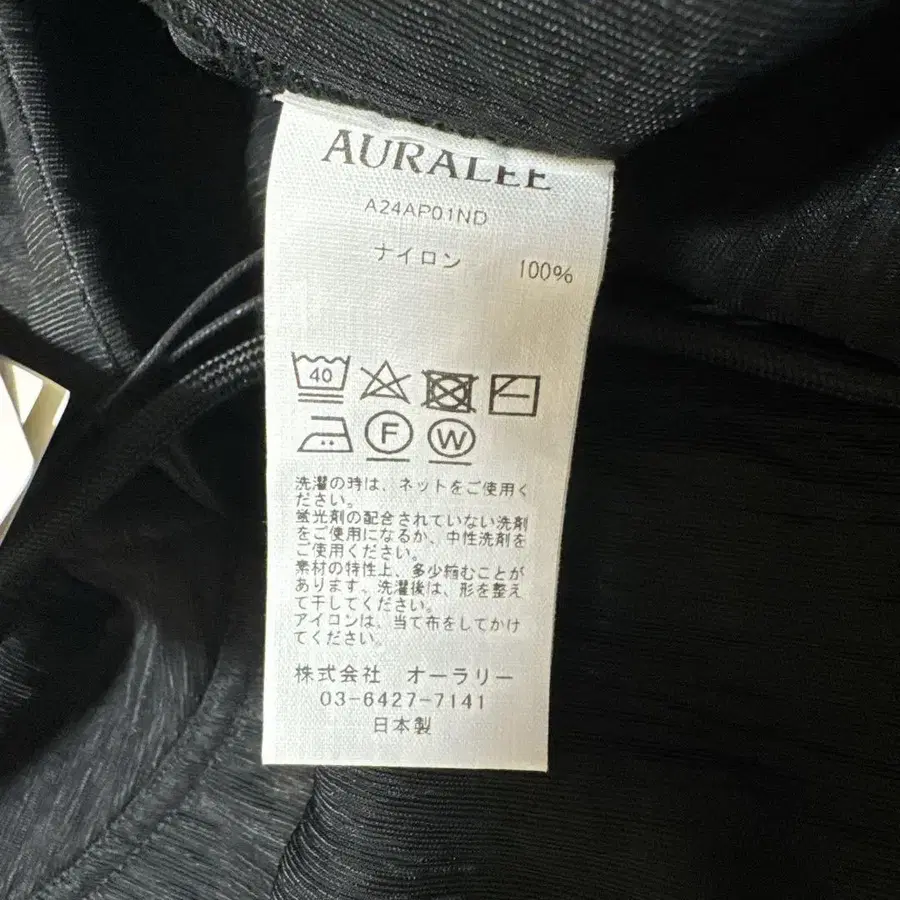 AURALEE
A24AP01ND
ナイロン 100%
40
F W
洗濯の時は、ネットをご使用く
ださい。
蛍光剤の配合されていない洗剤
をご使用になるか、中性洗剤を
ご使用ください。
素材の特性上、多少縮むことが
あります。洗濯後は、形を整え
て干してください。
アイロンは、当て布をしてかけ
てください。
株式会社 オーラリー
03-6427-7141
日本製